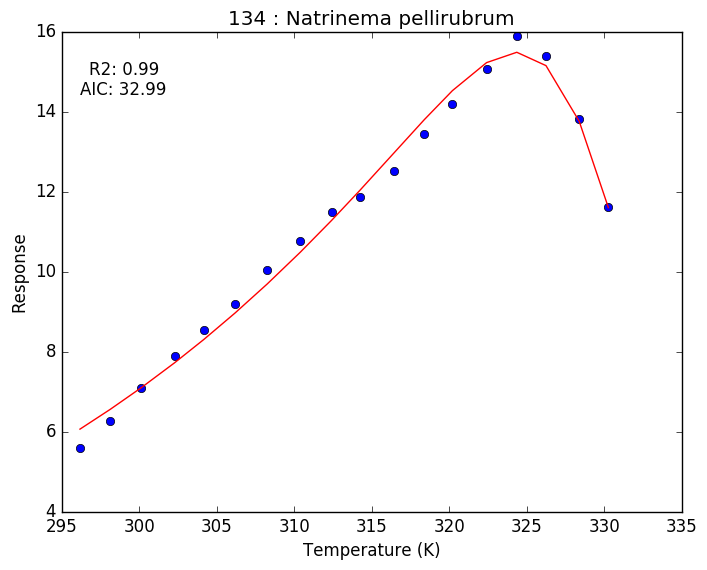 134 : Natrinema pellirubrum
R2: 0.99
AIC: 32.99
16
14
12
10
8
6
4
Response
295 300 305 310 315 320 325 330 335
Temperature (K)